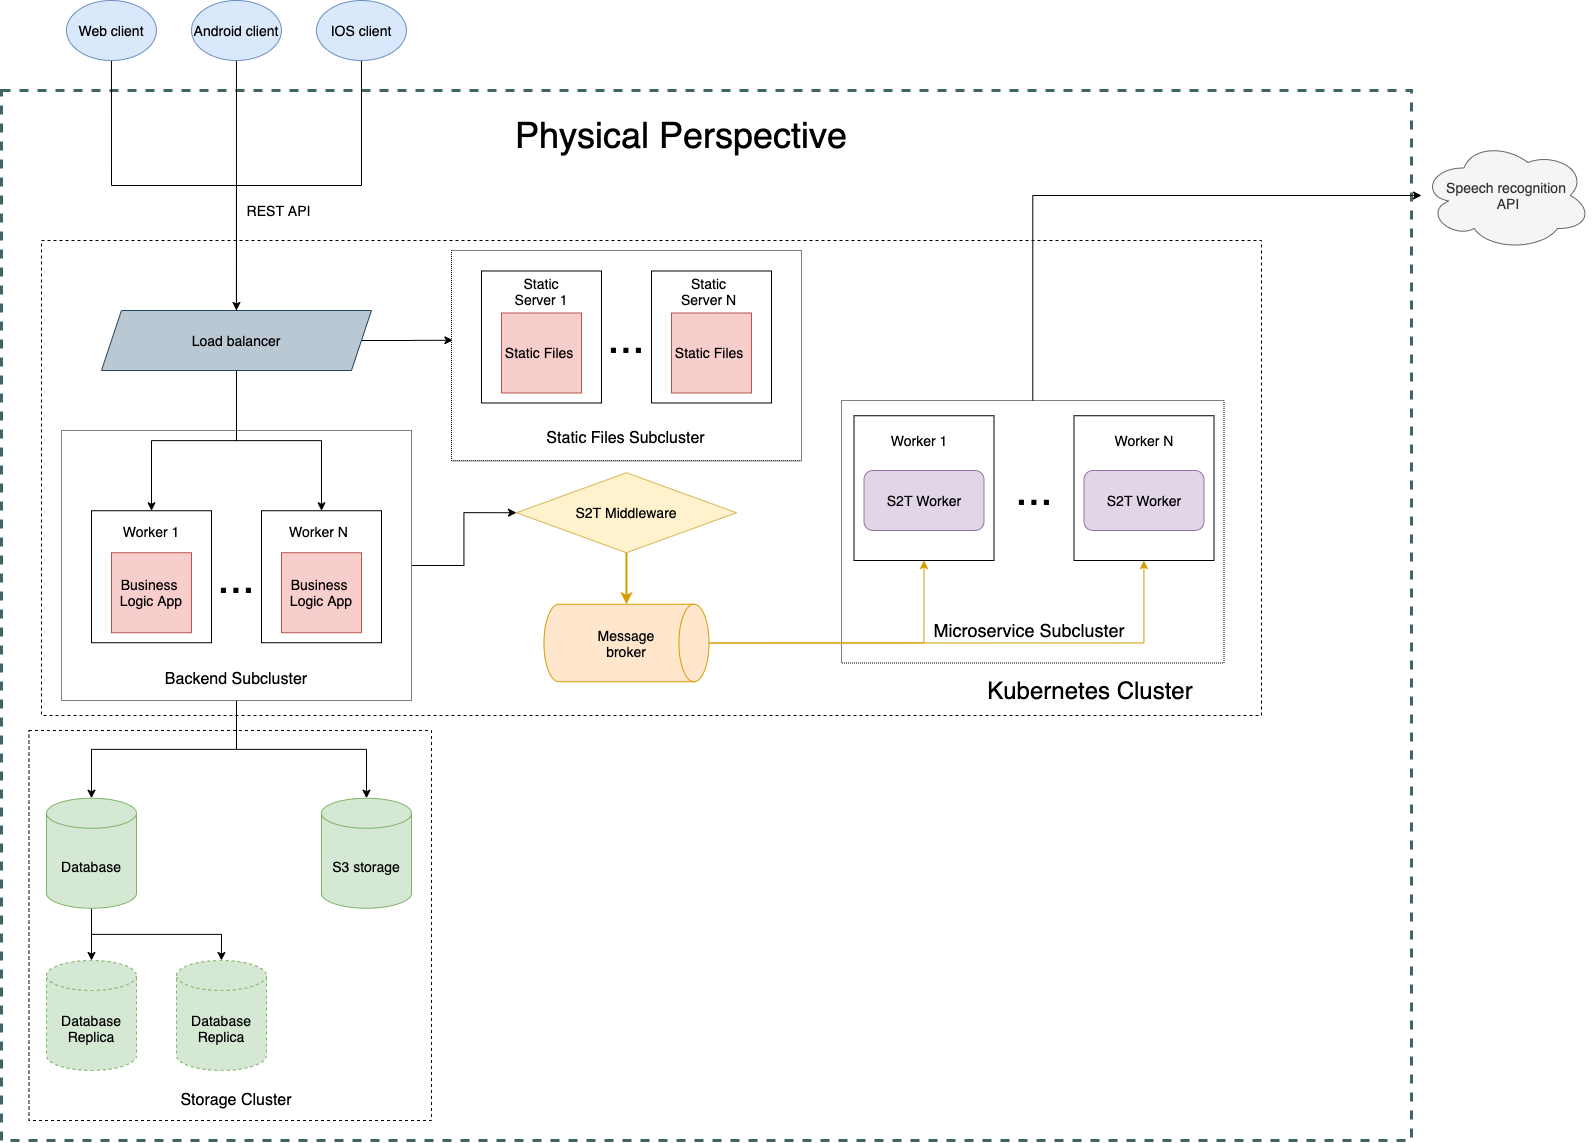 Web client
Android client
IOS client
Physical Perspective
Speech recognition
API
REST API
Static
Server 1
Static
Server N
Load balancer
Static Files
Static Files
Static Files Subcluster
Worker 1
Worker N
S2T Worker
S2T Worker
S2T Middleware
Worker 1
Worker N
Business
Logic App
Business
Logic App
Message
broker
Microservice Subcluster
Backend Subcluster
Kubernetes Cluster
Database
S3 storage
Database
Replica
Database
Replica
Storage Cluster